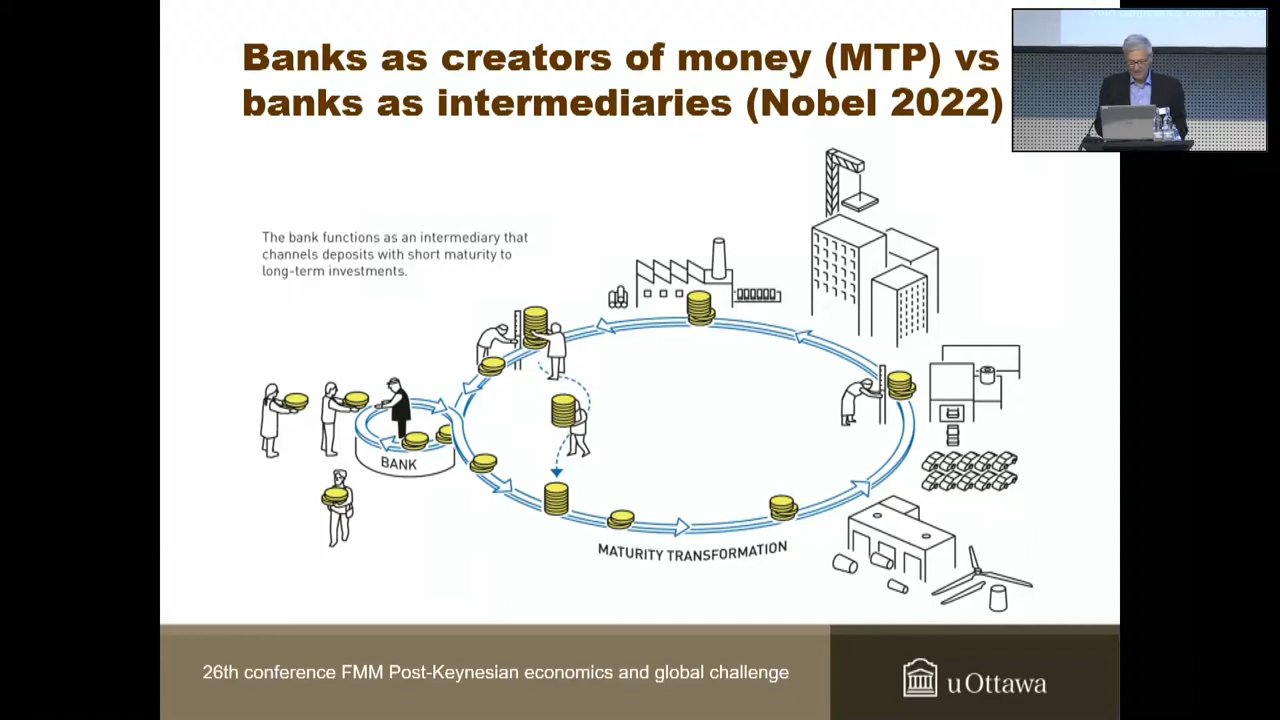 Banks as creators of money (MTP) vs
banks as intermediaries (Nobel 2022)
The bank functions as an intermediary that
channels deposits with short maturity to
long-term investments.
BANK
MATURITY TRANSFORMATION
26th conference FMM Post-Keynesian economics and global challenge
uOttawa